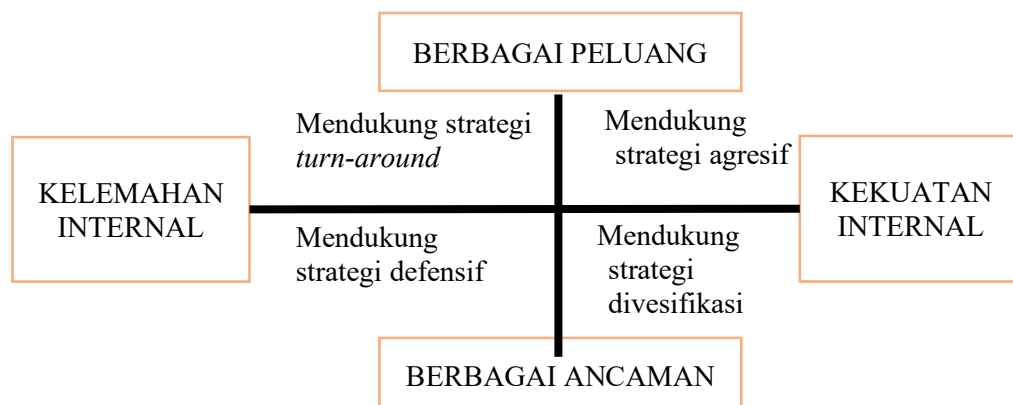 BERBAGAI PELUANG
Mendukung strategi
turn-around
Mendukung
strategi agresif
KELEMAHAN
INTERNAL
KEKUATAN
INTERNAL
Mendukung
strategi defensif
Mendukung
strategi
divesifikasi
BERBAGAI ANCAMAN